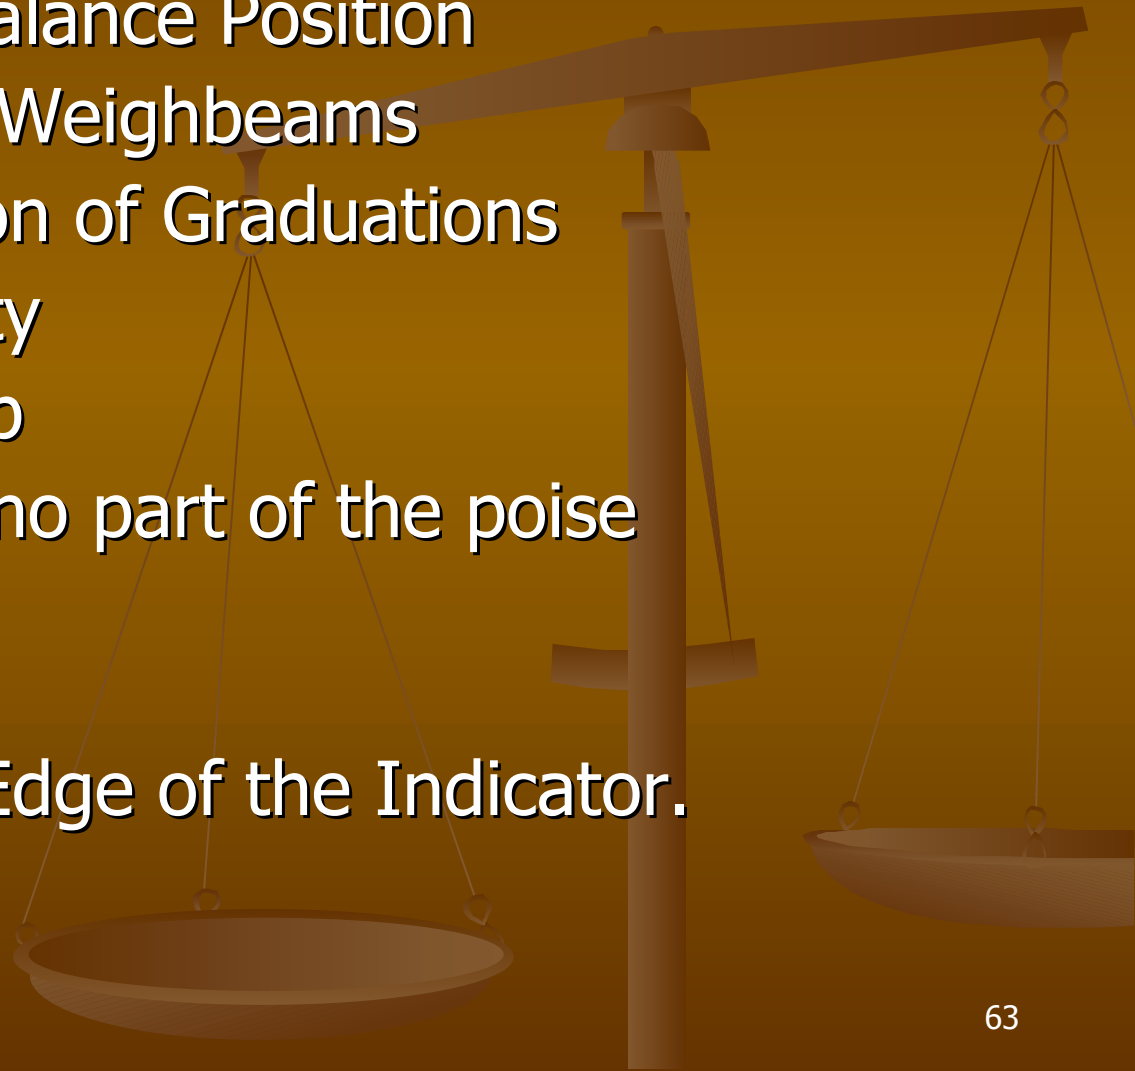 alance Position
Weighbeams
on of Graduations
ty
no part of the poise
Edge of the Indicator.
63